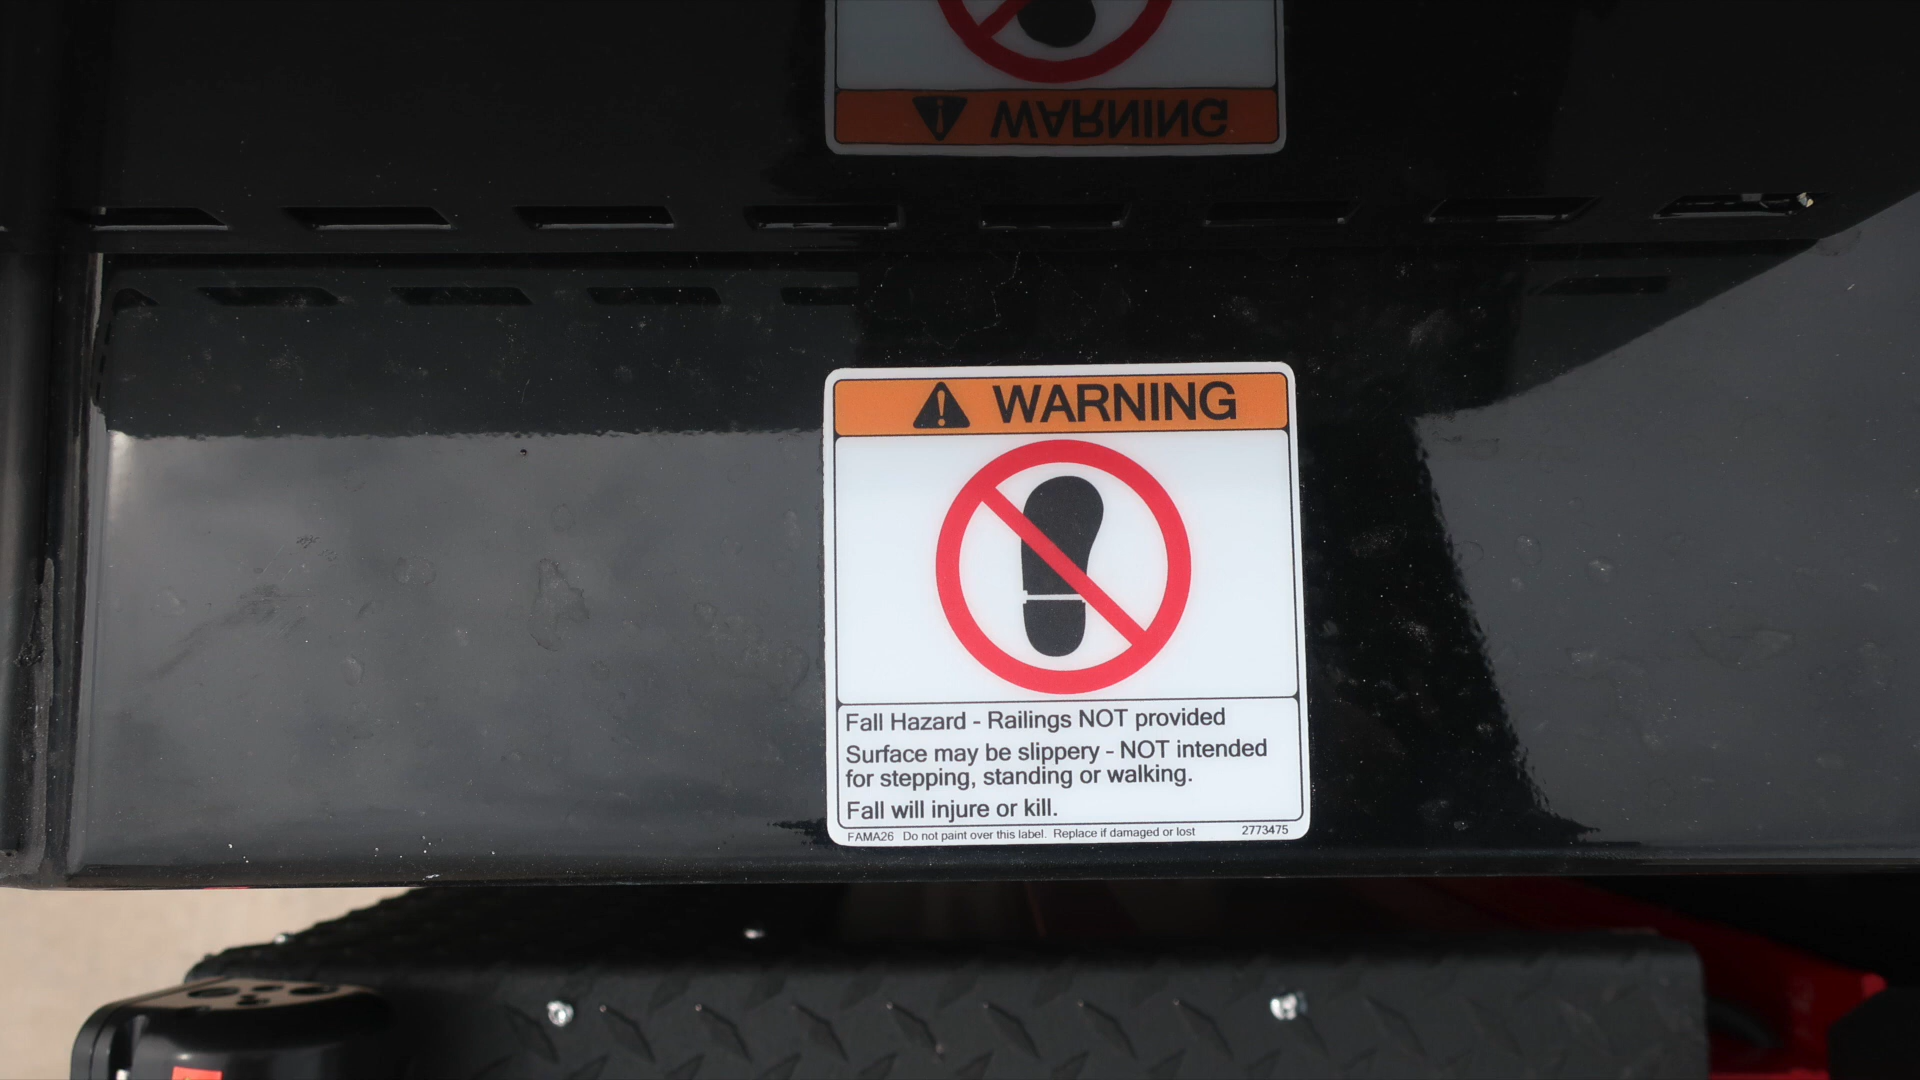 WARNING
WARNING
Fall Hazard - Railings NOT provided
Surface may be slippery - NOT intended
for stepping, standing or walking.
Fall will injure or kill.
FAMA26 Do not paint over this label. Replace if damaged or lost 2773475